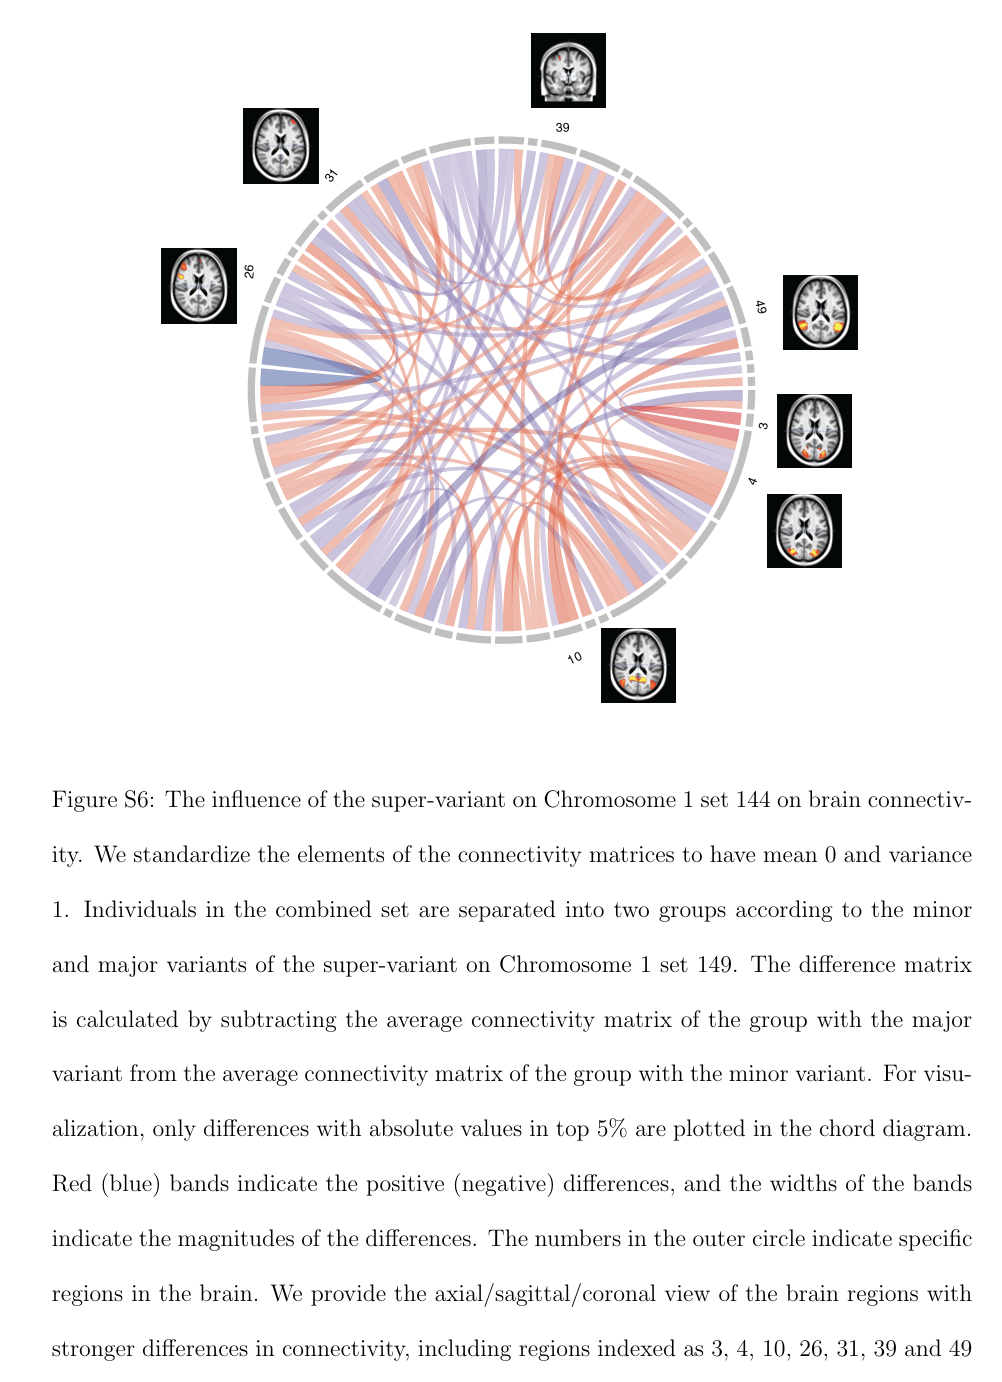 39
31
26
49
3
4
10
Figure S6: The influence of the super-variant on Chromosome 1 set 144 on brain connectiv-
ity. We standardize the elements of the connectivity matrices to have mean 0 and variance
1. Individuals in the combined set are separated into two groups according to the minor
and major variants of the super-variant on Chromosome 1 set 149. The difference matrix
is calculated by subtracting the average connectivity matrix of the group with the major
variant from the average connectivity matrix of the group with the minor variant. For visu-
alization, only differences with absolute values in top 5% are plotted in the chord diagram.
Red (blue) bands indicate the positive (negative) differences, and the widths of the bands
indicate the magnitudes of the differences. The numbers in the outer circle indicate specific
regions in the brain. We provide the axial/sagittal/coronal view of the brain regions with
stronger differences in connectivity, including regions indexed as 3, 4, 10, 26, 31, 39 and 49